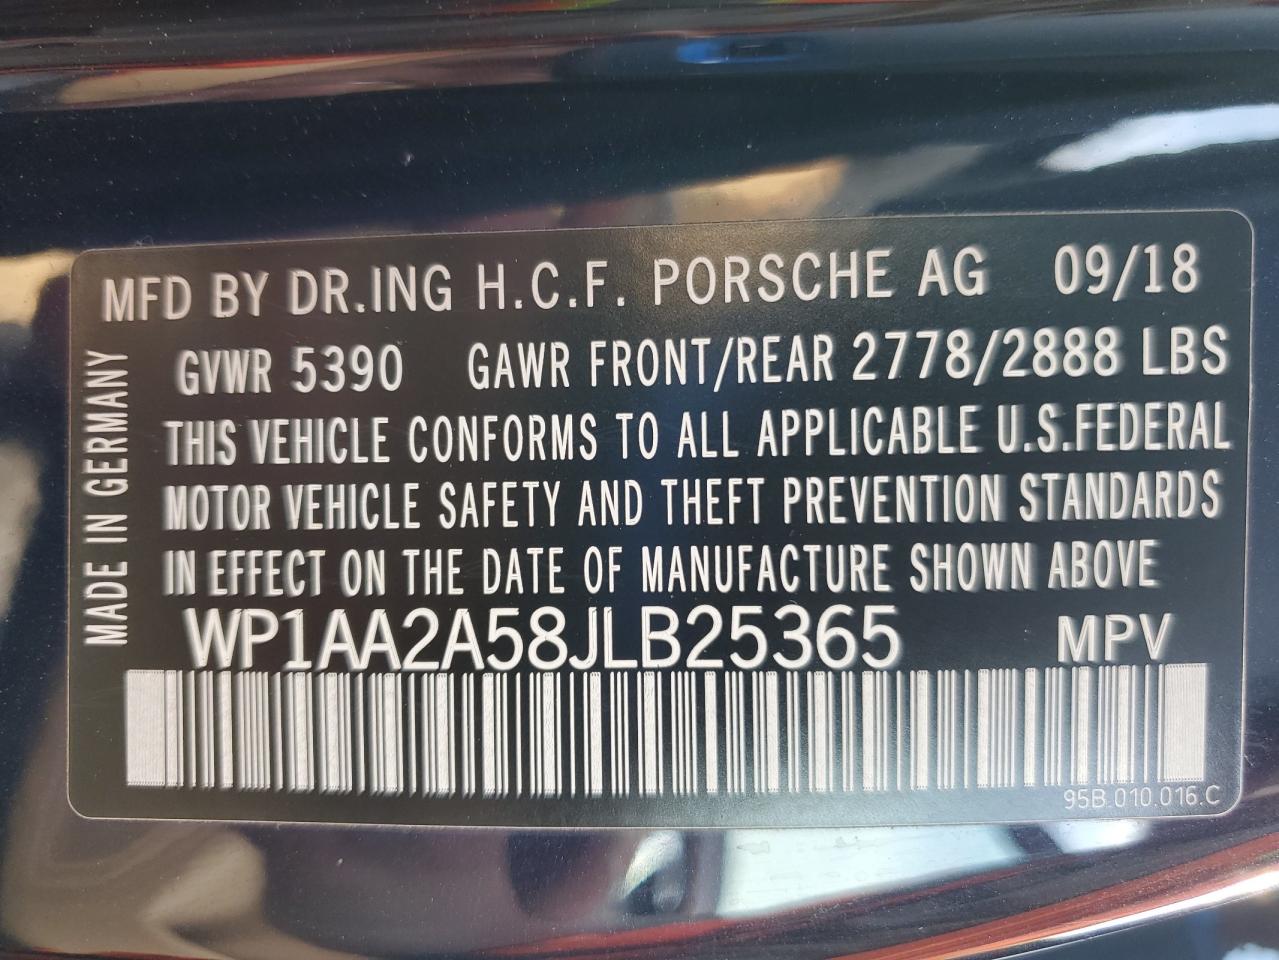 MFD BY DR.ING H.C.F. PORSCHE AG 09/18
GVWR 5390 GAWR FRONT/REAR 2778/2888 LBS
THIS VEHICLE CONFORMS TO ALL APPLICABLE U.S.FEDERAL
MOTOR VEHICLE SAFETY AND THEFT PREVENTION STANDARDS
IN EFFECT ON THE DATE OF MANUFACTURE SHOWN ABOVE
WP1AA2A58JLB25365 MPV
95B.010.016.C
MADE IN GERMANY